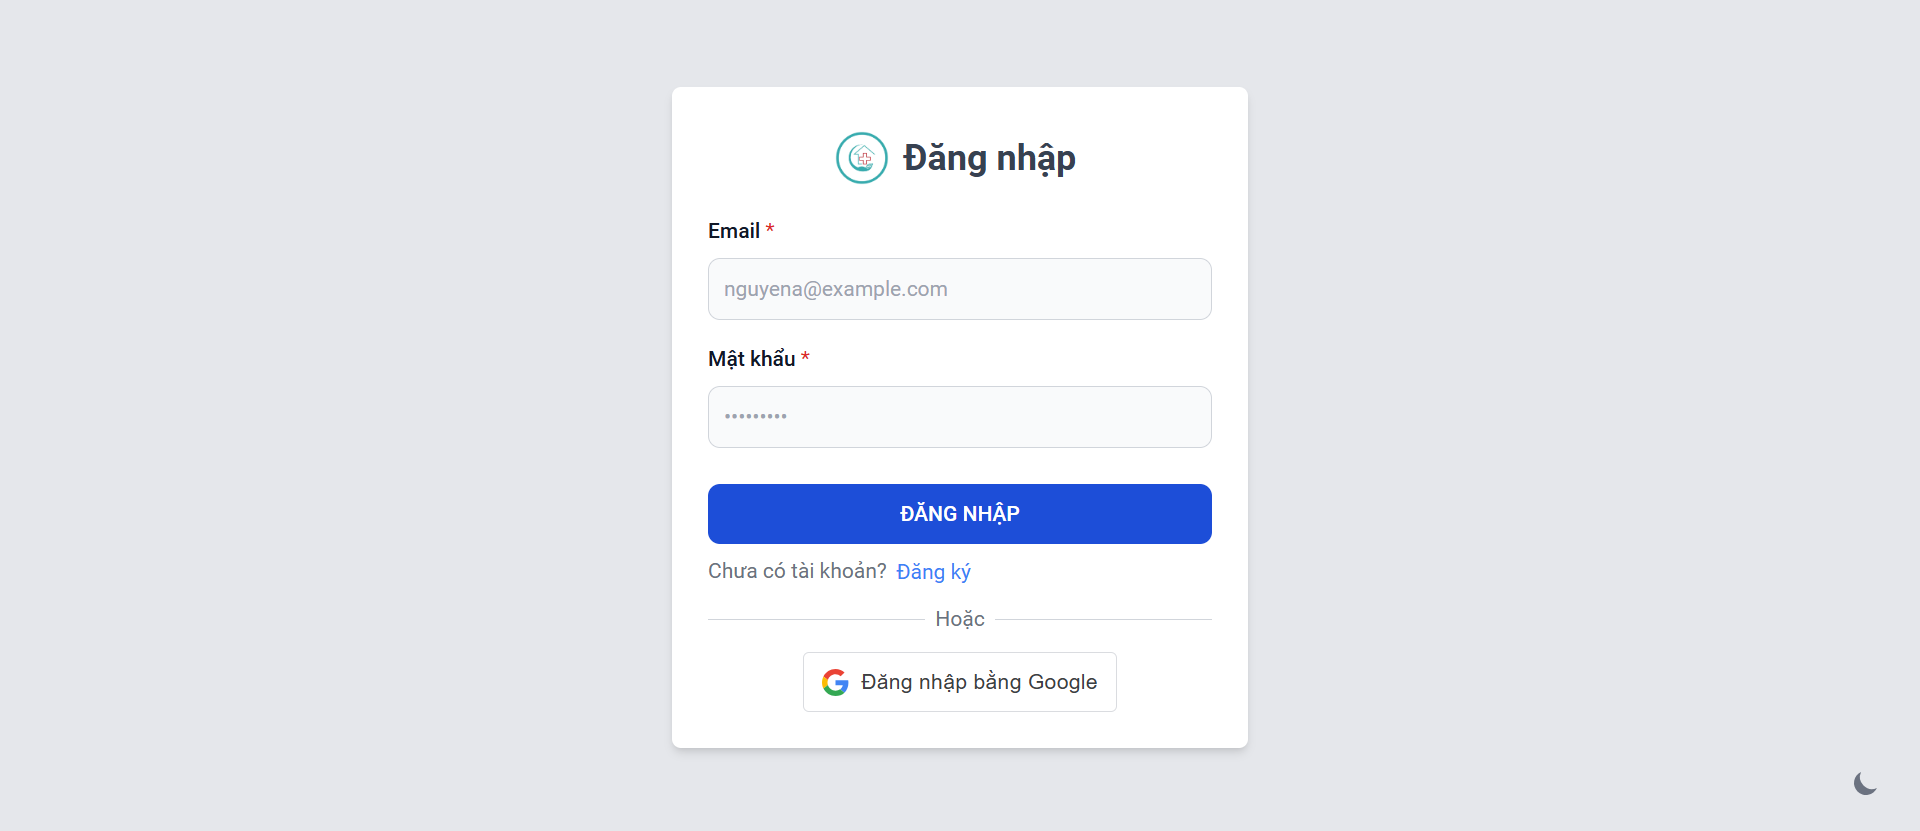 Đăng nhập
Email *
nguyena@example.com
Mật khẩu *
•••••••••
ĐĂNG NHẬP
Chưa có tài khoản? Đăng ký
Hoặc
Đăng nhập bằng Google